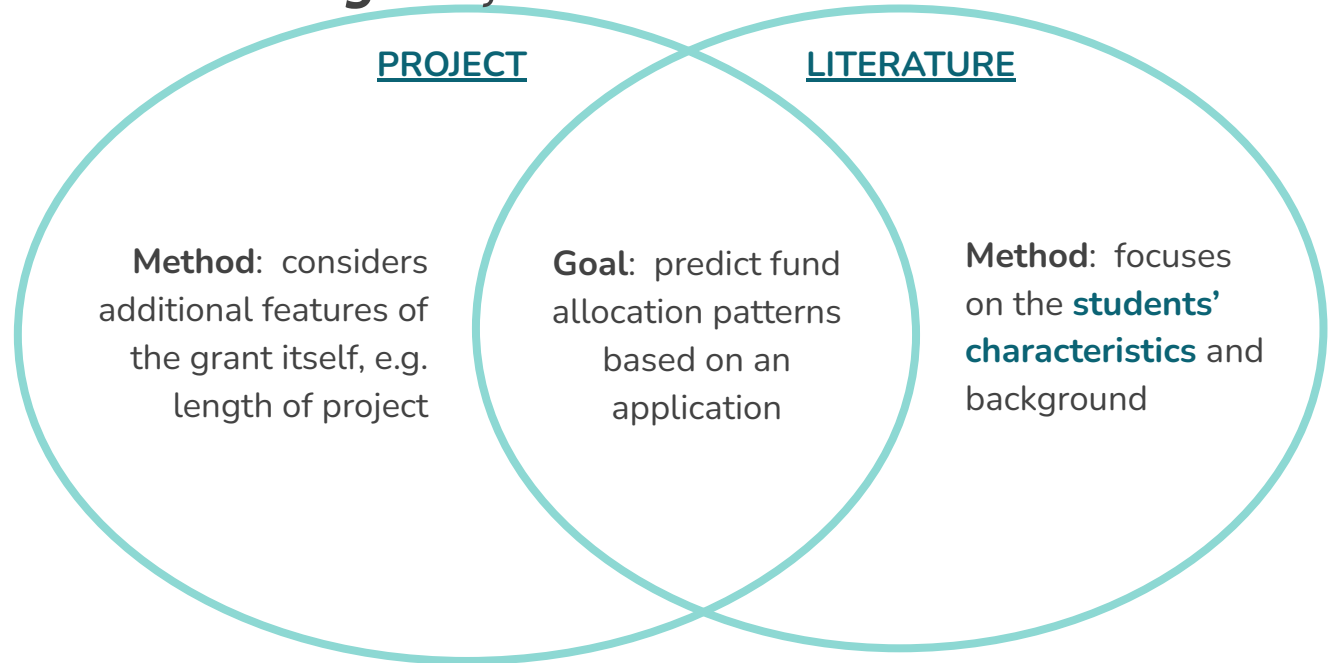 PROJECT
LITERATURE
Method: considers
additional features of
the grant itself, e.g.
length of project
Goal: predict fund
allocation patterns
based on an
application
Method: focuses
on the students’
characteristics and
background